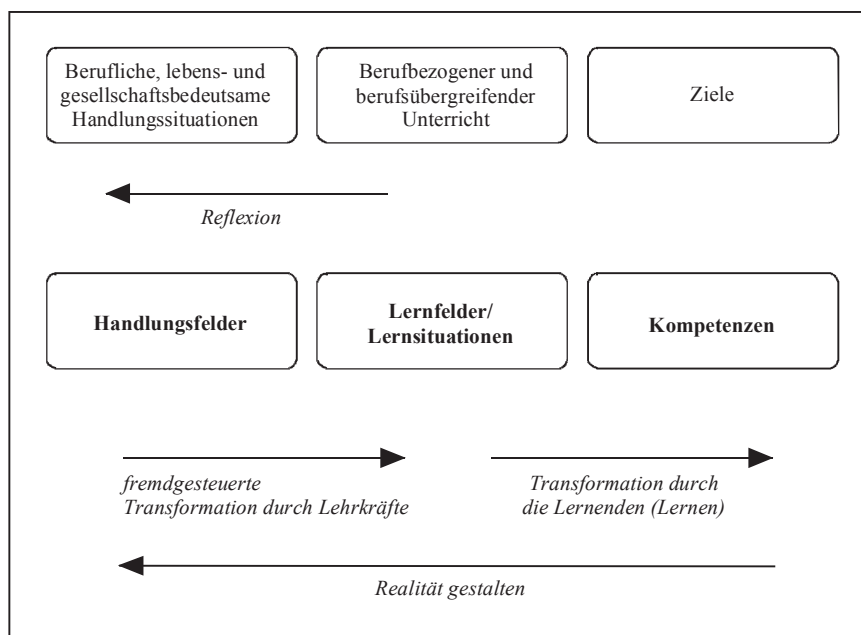 Berufliche, lebens- und
gesellschaftsbedeutsame
Handlungssituationen
Berufbezogener und
berufsübergreifender
Unterricht
Ziele
Reflexion
Handlungsfelder
Lernfelder/
Lernsituationen
Kompetenzen
fremdgesteuerte
Transformation durch Lehrkräfte
Transformation durch
die Lernenden (Lernen)
Realität gestalten